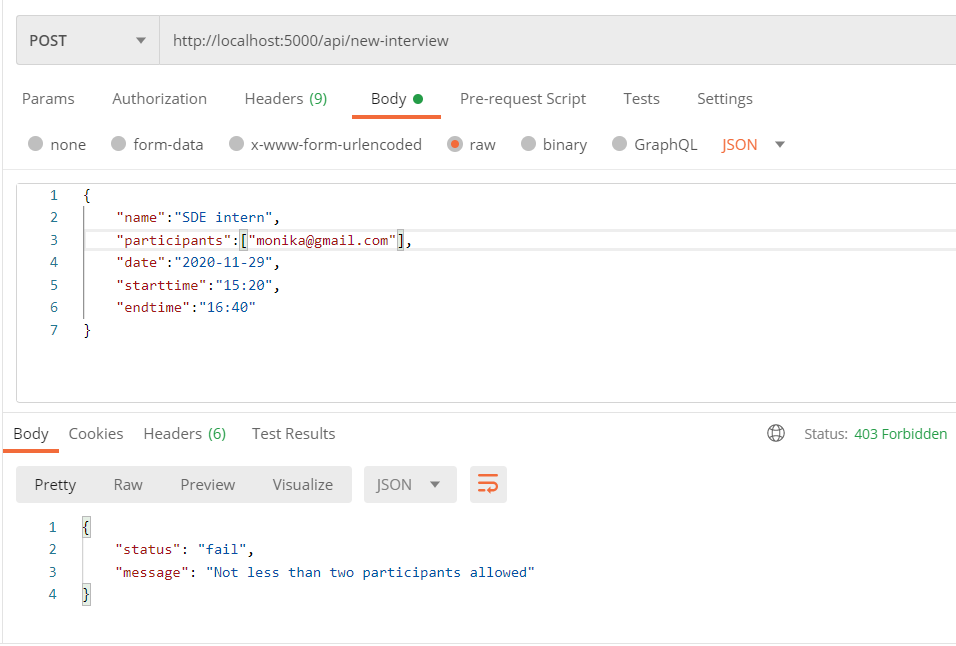 POST http://localhost:5000/api/new-interview
Params Authorization Headers (9) Body Pre-request Script Tests Settings
none form-data x-www-form-urlencoded raw binary GraphQL JSON
1 {
2 "name":"SDE intern",
3 "participants":["monika@gmail.com"],
4 "date":"2020-11-29",
5 "starttime":"15:20",
6 "endtime":"16:40"
7 }
Body Cookies Headers (6) Test Results Status: 403 Forbidden
Pretty Raw Preview Visualize JSON
1 {
2 "status": "fail",
3 "message": "Not less than two participants allowed"
4 }